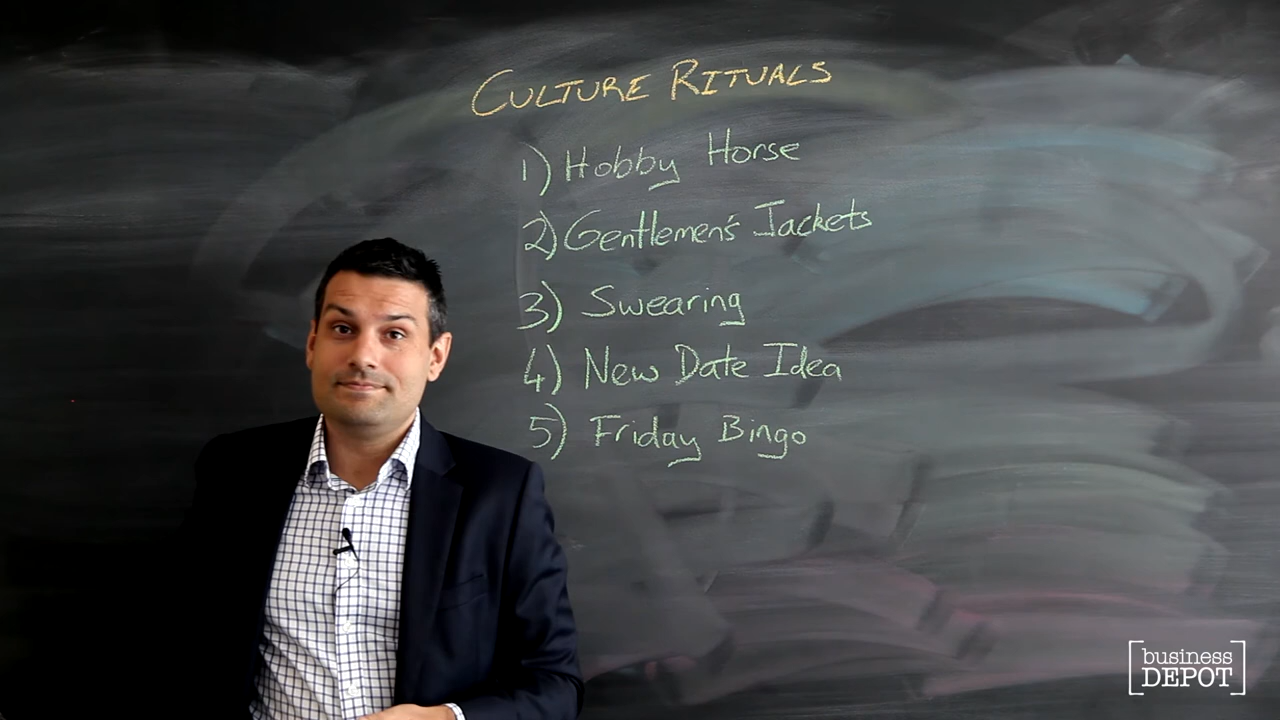 CULTURE RITUALS
1) Hobby Horse
2) Gentlemen's Jackets
3) Swearing
4) New Date Idea
5) Friday Bingo
[business
DEPOT]